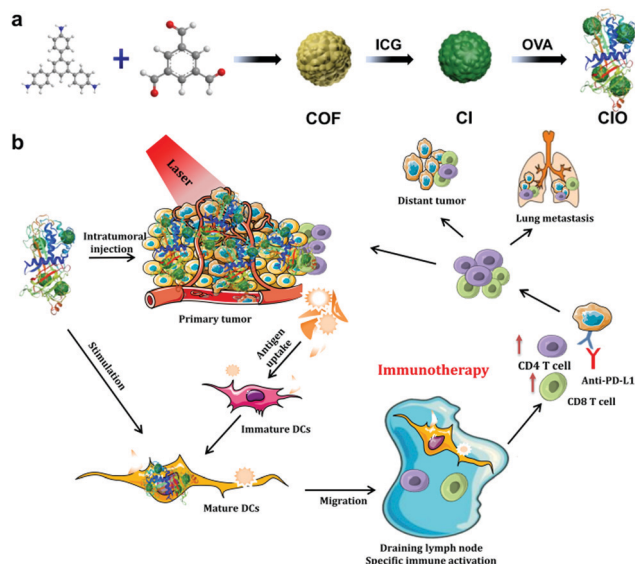 a
ICG
OVA
COF
CI
CIO
b
Laser
Intratumoral
injection
Primary tumor
Distant tumor
Lung metastasis
Stimulation
Antigen
uptake
Immature DCs
Mature DCs
Migration
Immunotherapy
CD4 T cell
CD8 T cell
Anti-PD-L1
Draining lymph node
Specific immune activation